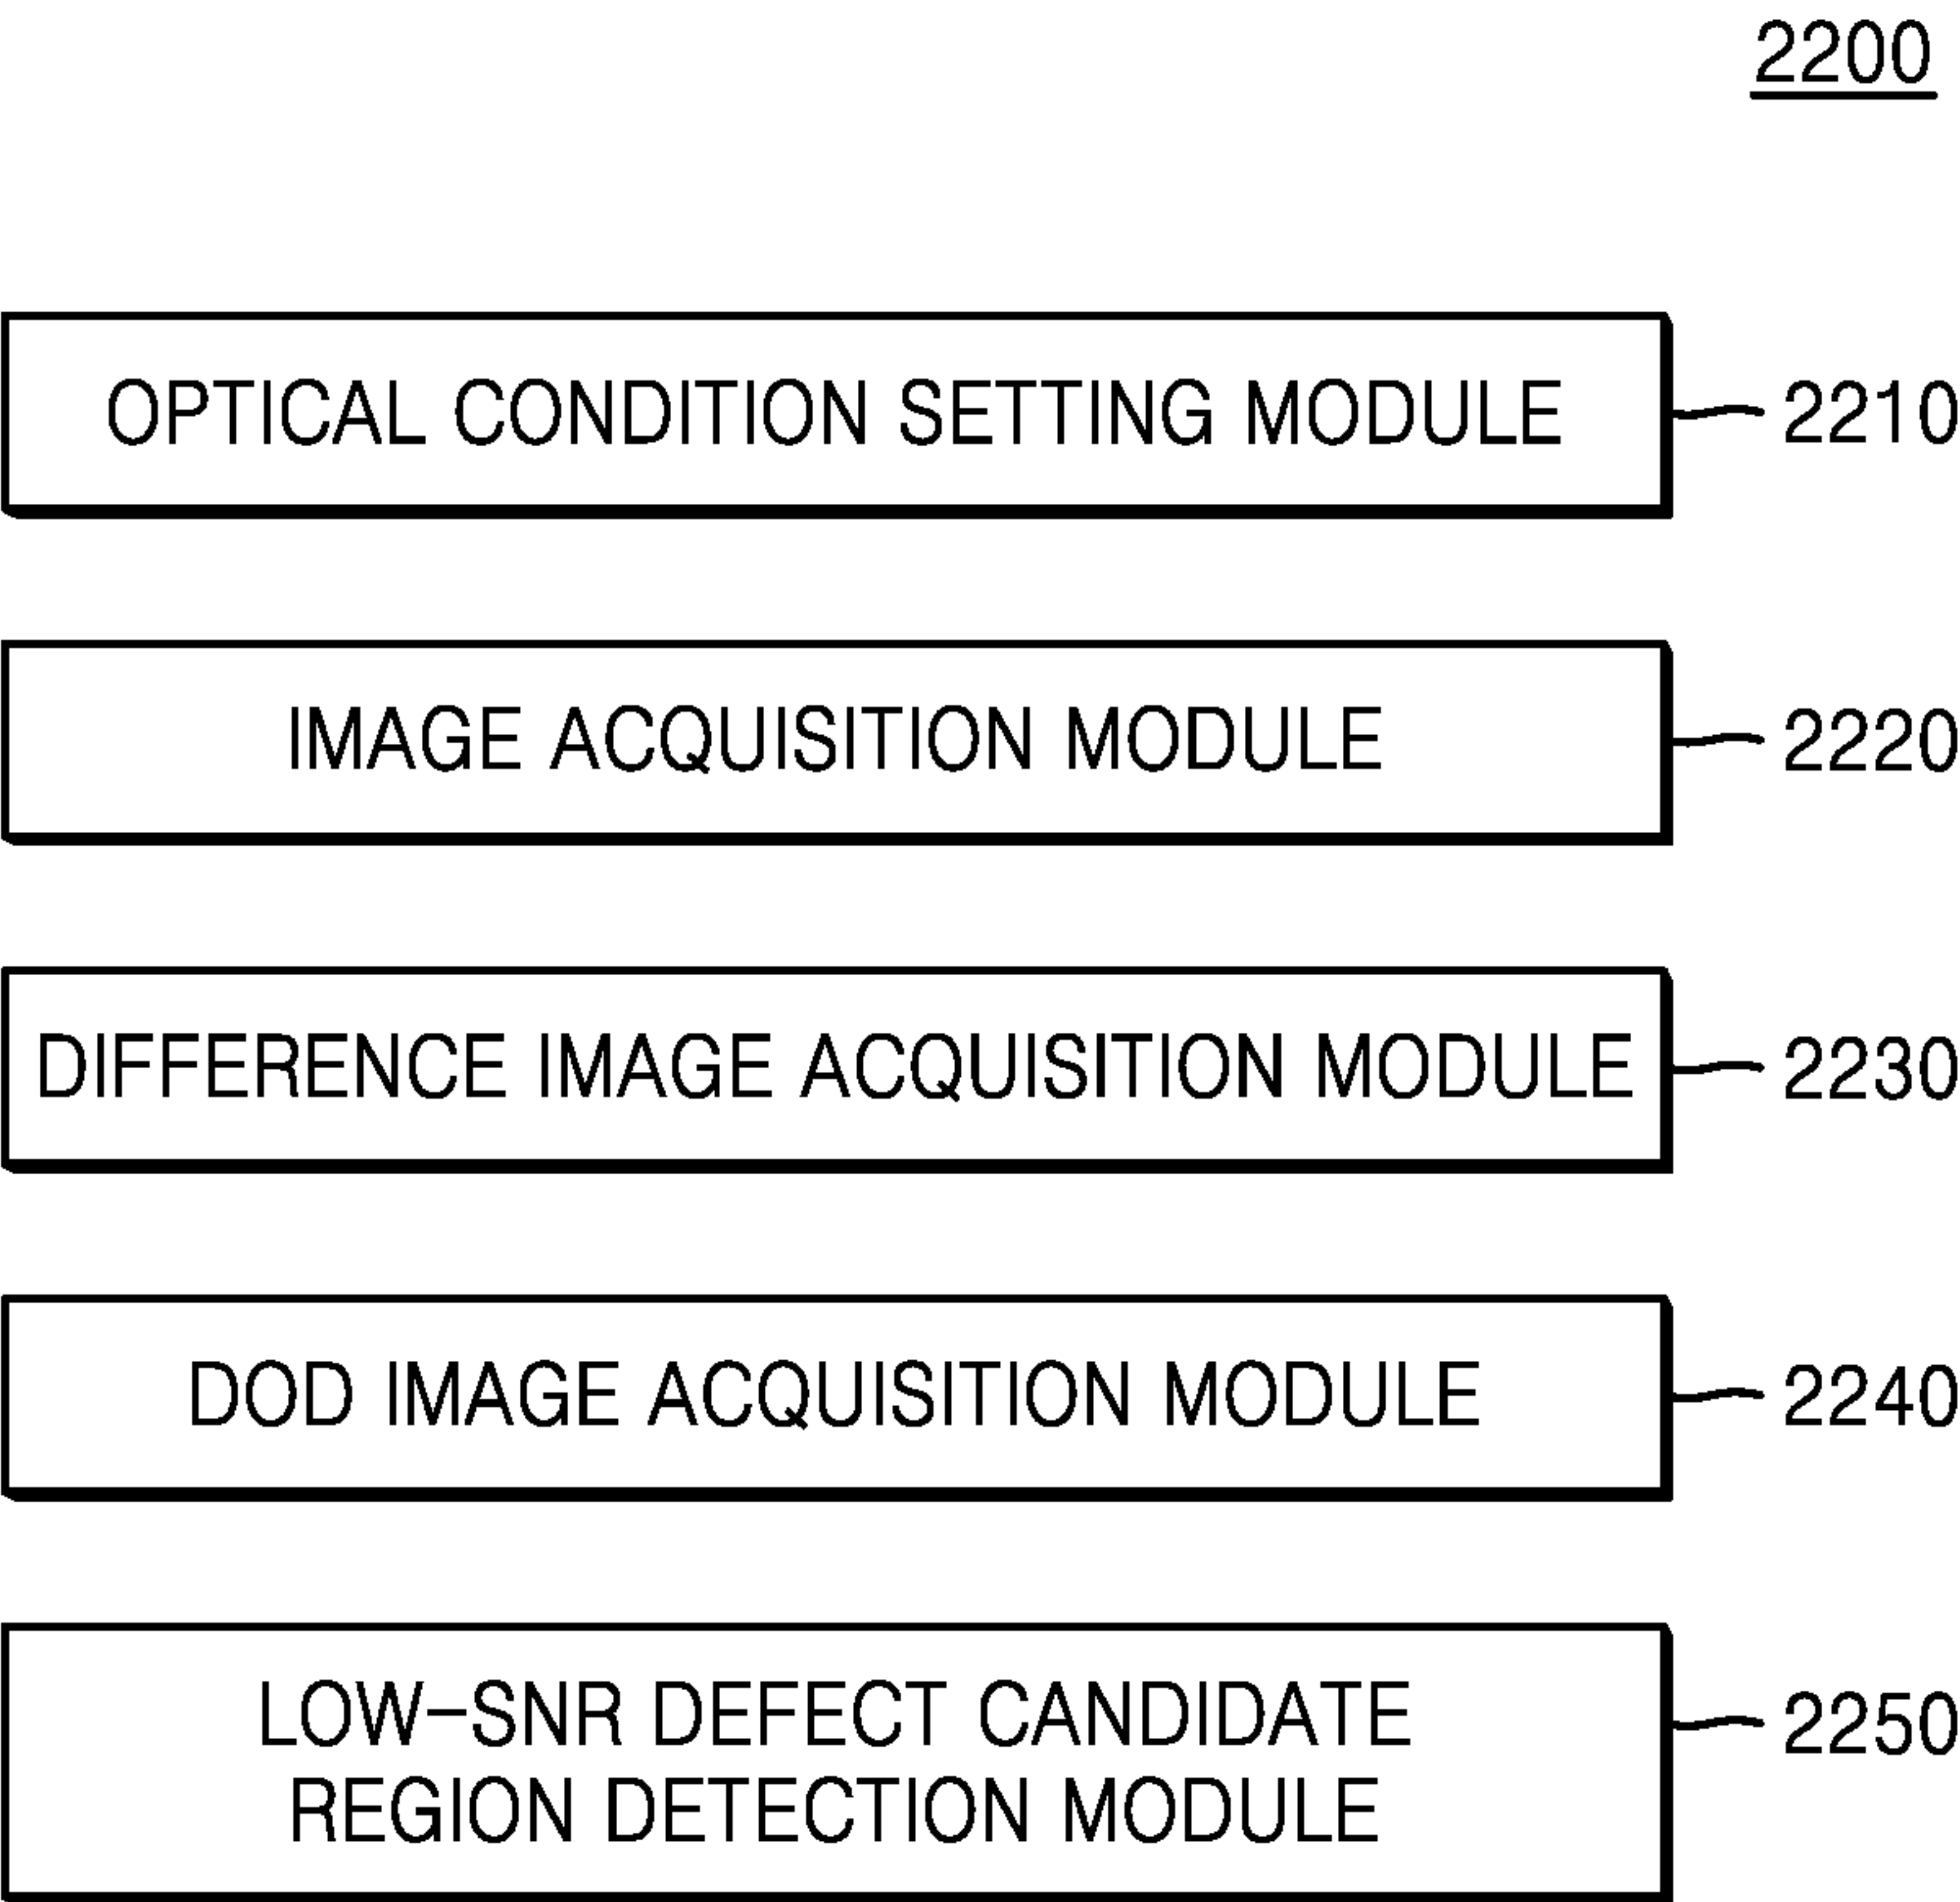 2200
OPTICAL CONDITION SETTING MODULE
2210
IMAGE ACQUISITION MODULE
2220
DIFFERENCE IMAGE ACQUISITION MODULE
2230
DOD IMAGE ACQUISITION MODULE
2240
LOW-SNR DEFECT CANDIDATE
REGION DETECTION MODULE
2250